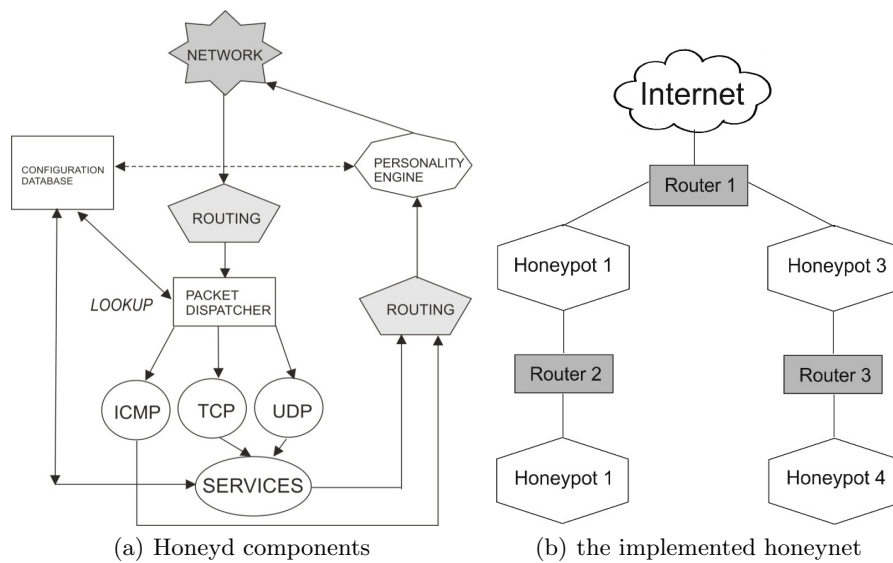 NETWORK
CONFIGURATION
DATABASE
PERSONALITY
ENGINE
ROUTING
LOOKUP
PACKET
DISPATCHER
ROUTING
ICMP
TCP
UDP
SERVICES
(a) Honeyd components
Internet
Router 1
Honeypot 1
Honeypot 3
Router 2
Router 3
Honeypot 1
Honeypot 4
(b) the implemented honeynet